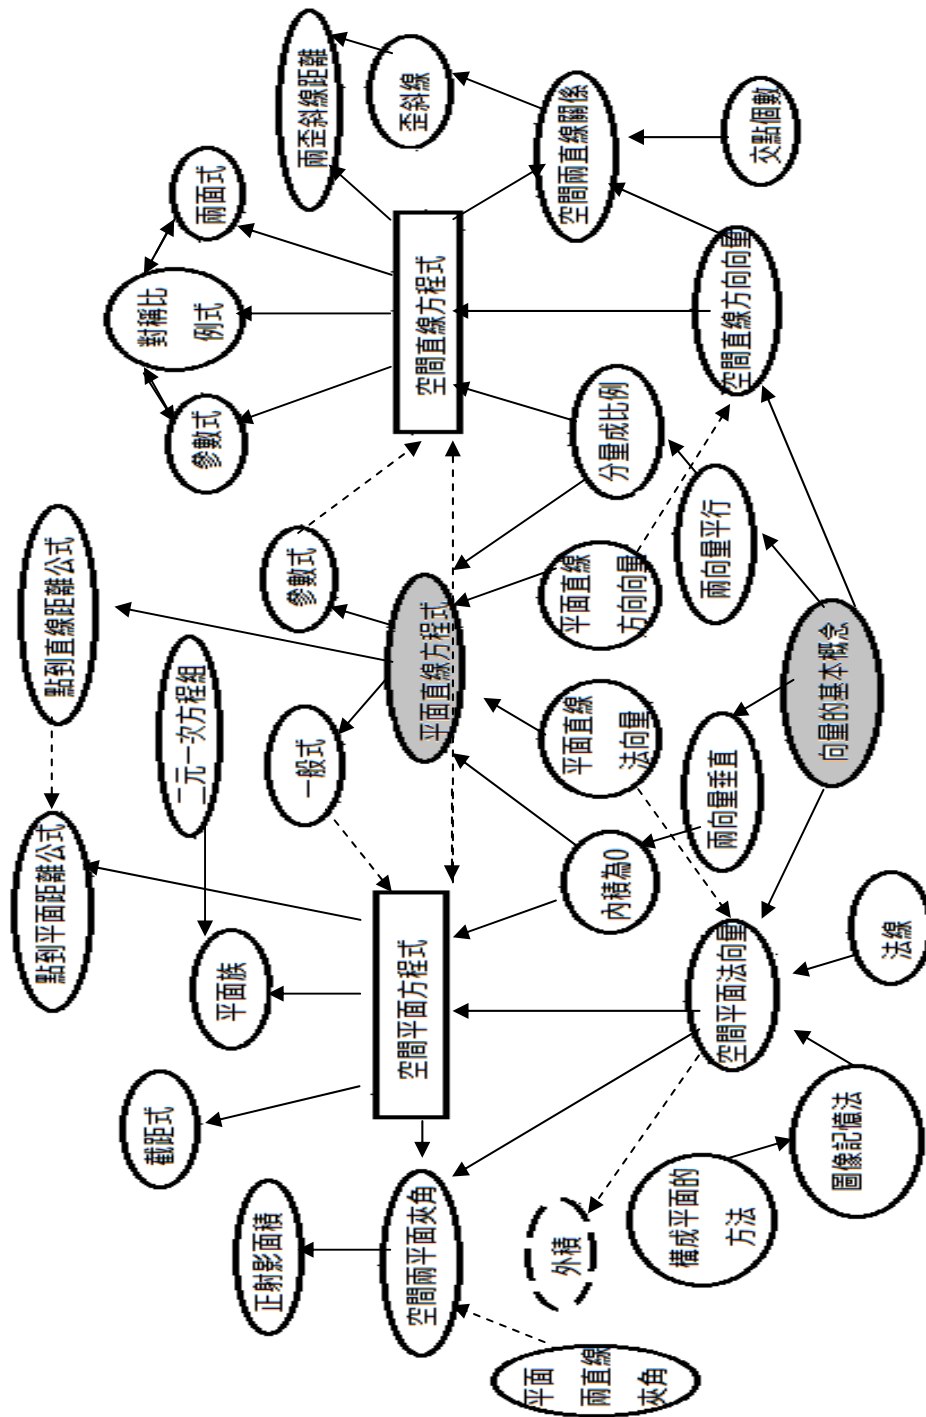 點到平面距離公式
點到直線距離公式
截距式
二元一次方程組
對稱比
例式
平面族
參數式
兩面式
正射影面積
一般式
參數式
兩歪斜線距離
空間兩平面夾角
空間平面方程式
平面直線方程式
空間直線方程式
歪斜線
平面
兩直線
夾角
外積
內積為0
平面直線
法向量
平面直線
方向向量
分量成比例
空間兩直線關係
構成平面的
方法
空間平面法向量
兩向量垂直
兩向量平行
空間直線方向向量
交點個數
圖像記憶法
法線
向量的基本概念